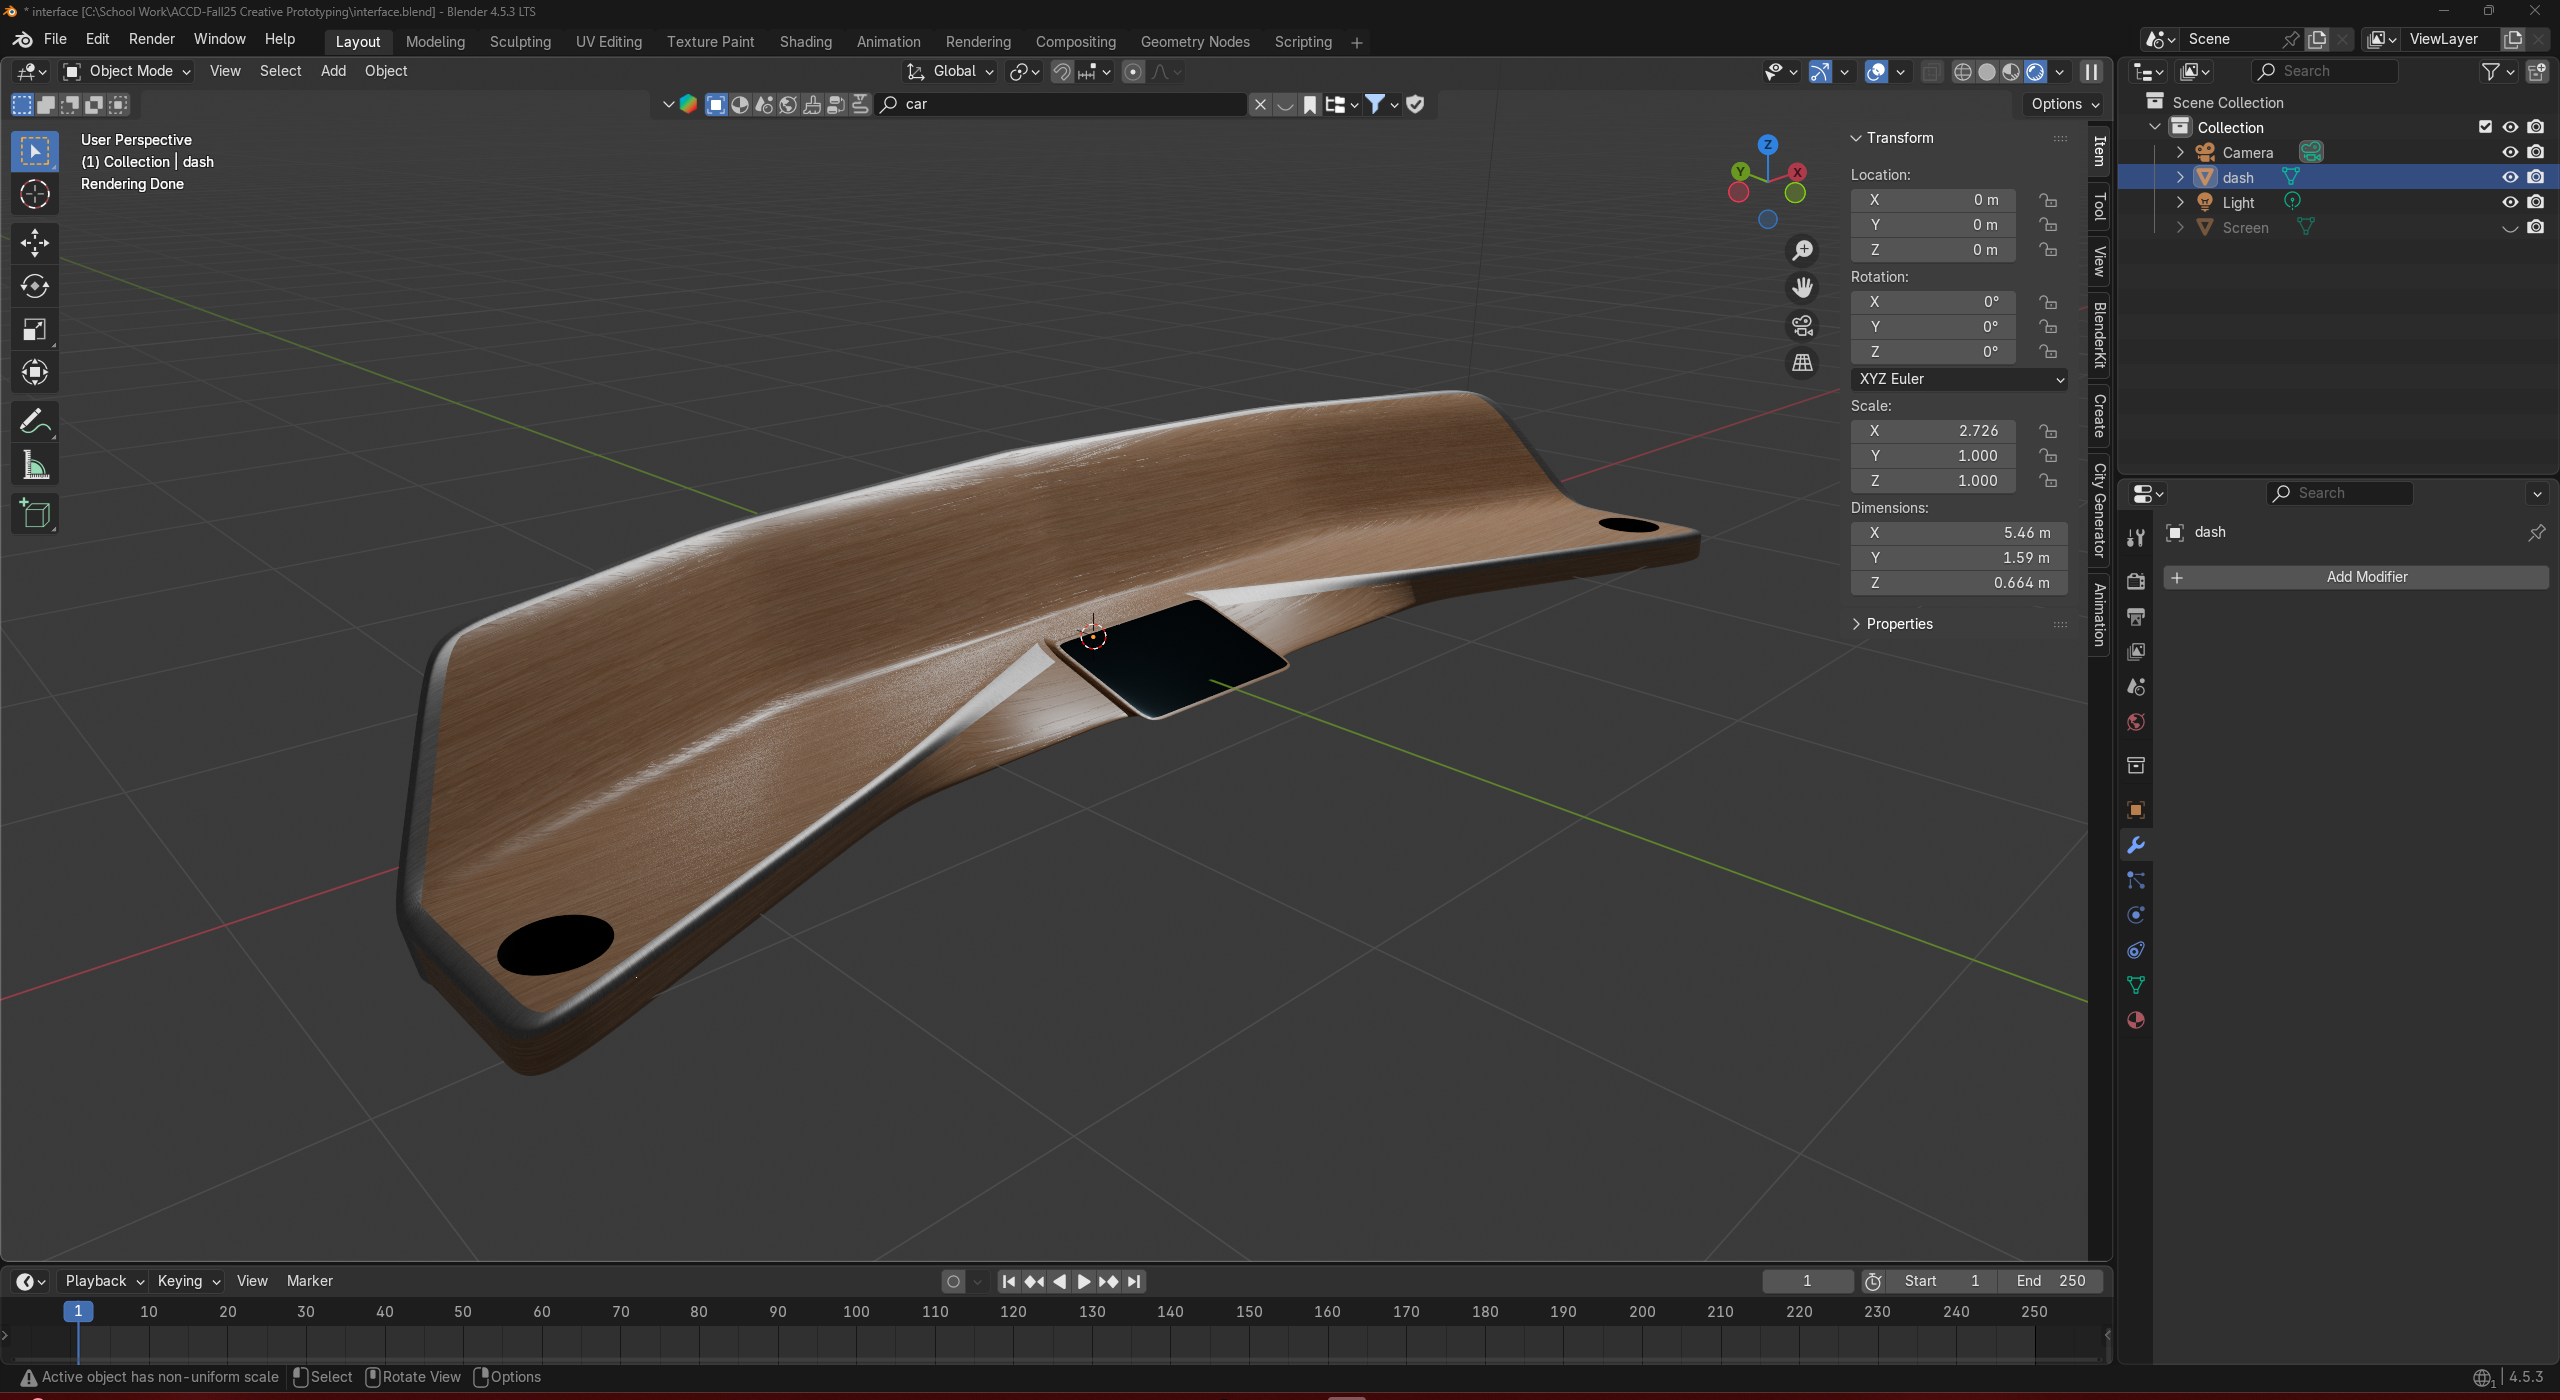 * interface [C:\School Work\ACCD-Fall25 Creative Prototyping\interface.blend] - Blender 4.5.3 LTS
File Edit Render Window Help Layout Modeling Sculpting UV Editing Texture Paint Shading Animation Rendering Compositing Geometry Nodes Scripting + Scene ViewLayer
Object Mode View Select Add Object Global Search
car Options
User Perspective
(1) Collection | dash
Rendering Done
Z
Y X
Transform
Location:
X 0 m
Y 0 m
Z 0 m
Rotation:
X 0°
Y 0°
Z 0°
XYZ Euler
Scale:
X 2.726
Y 1.000
Z 1.000
Dimensions:
X 5.46 m
Y 1.59 m
Z 0.664 m
Properties
Item
Tool
View
BlenderKit
Create
City Generator
Animation
Scene Collection
Collection
Camera
dash
Light
Screen
Search
dash
+ Add Modifier
Playback Keying View Marker 1 Start 1 End 250
1 10 20 30 40 50 60 70 80 90 100 110 120 130 140 150 160 170 180 190 200 210 220 230 240 250
Active object has non-uniform scale Select Rotate View Options 1 4.5.3